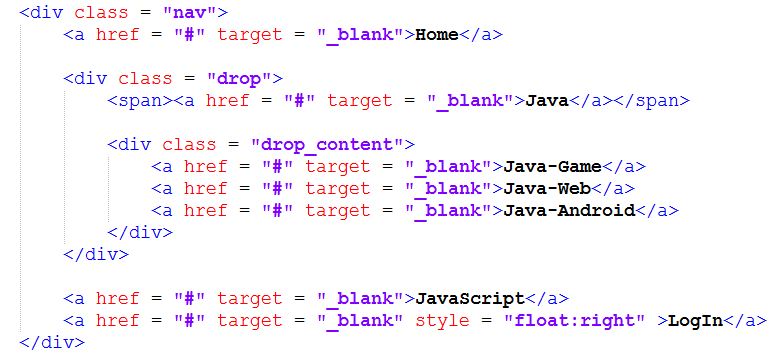 <div class = "nav">
<a href = "#" target = "_blank">Home</a>
<div class = "drop">
<span><a href = "#" target = "_blank">Java</a></span>
<div class = "drop_content">
<a href = "#" target = "_blank">Java-Game</a>
<a href = "#" target = "_blank">Java-Web</a>
<a href = "#" target = "_blank">Java-Android</a>
</div>
</div>
<a href = "#" target = "_blank">JavaScript</a>
<a href = "#" target = "_blank" style = "float:right" >LogIn</a>
</div>